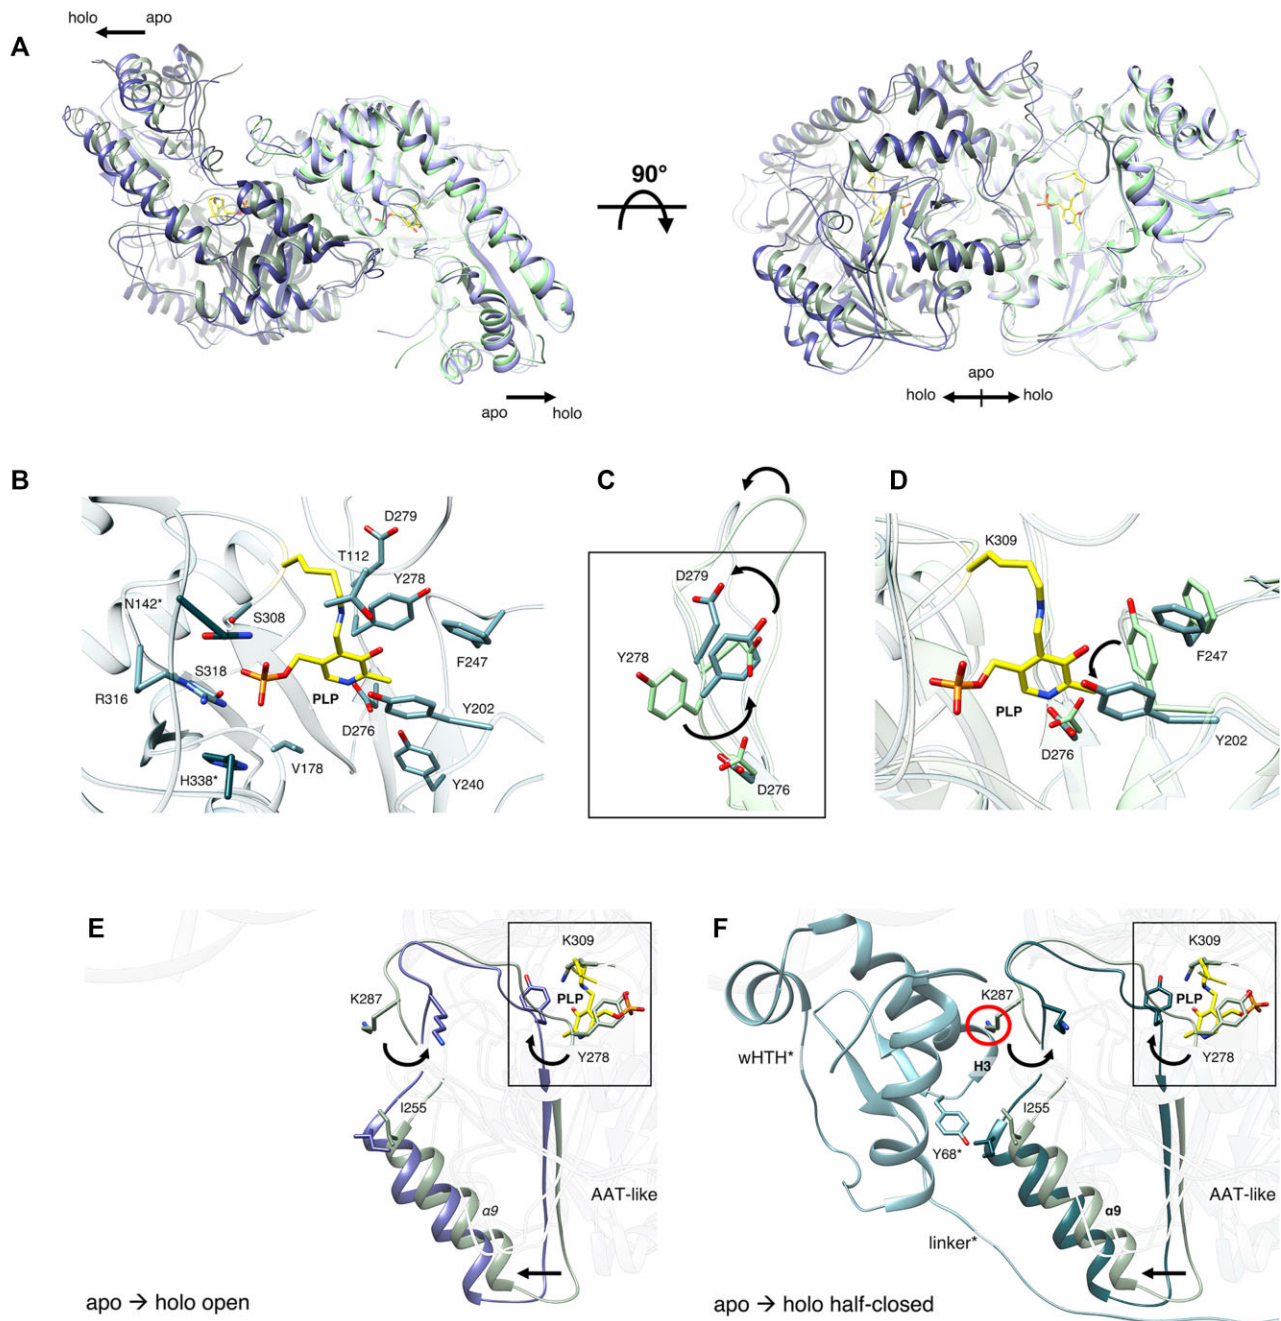 A
holo apo
90°
apo holo
apo
holo holo
B
D279
T112
Y278
N142*
S308
F247
S318
R316
PLP
Y202
D276
V178
H338*
Y240
C
D279
Y278
D276
D
K309
F247
PLP
D276
Y202
E
K309
K287
PLP
Y278
I255
AAT-like
α9
apo → holo open
F
K309
K287
PLP
wHTH*
H3
Y278
I255
Y68*
AAT-like
α9
linker*
apo → holo half-closed